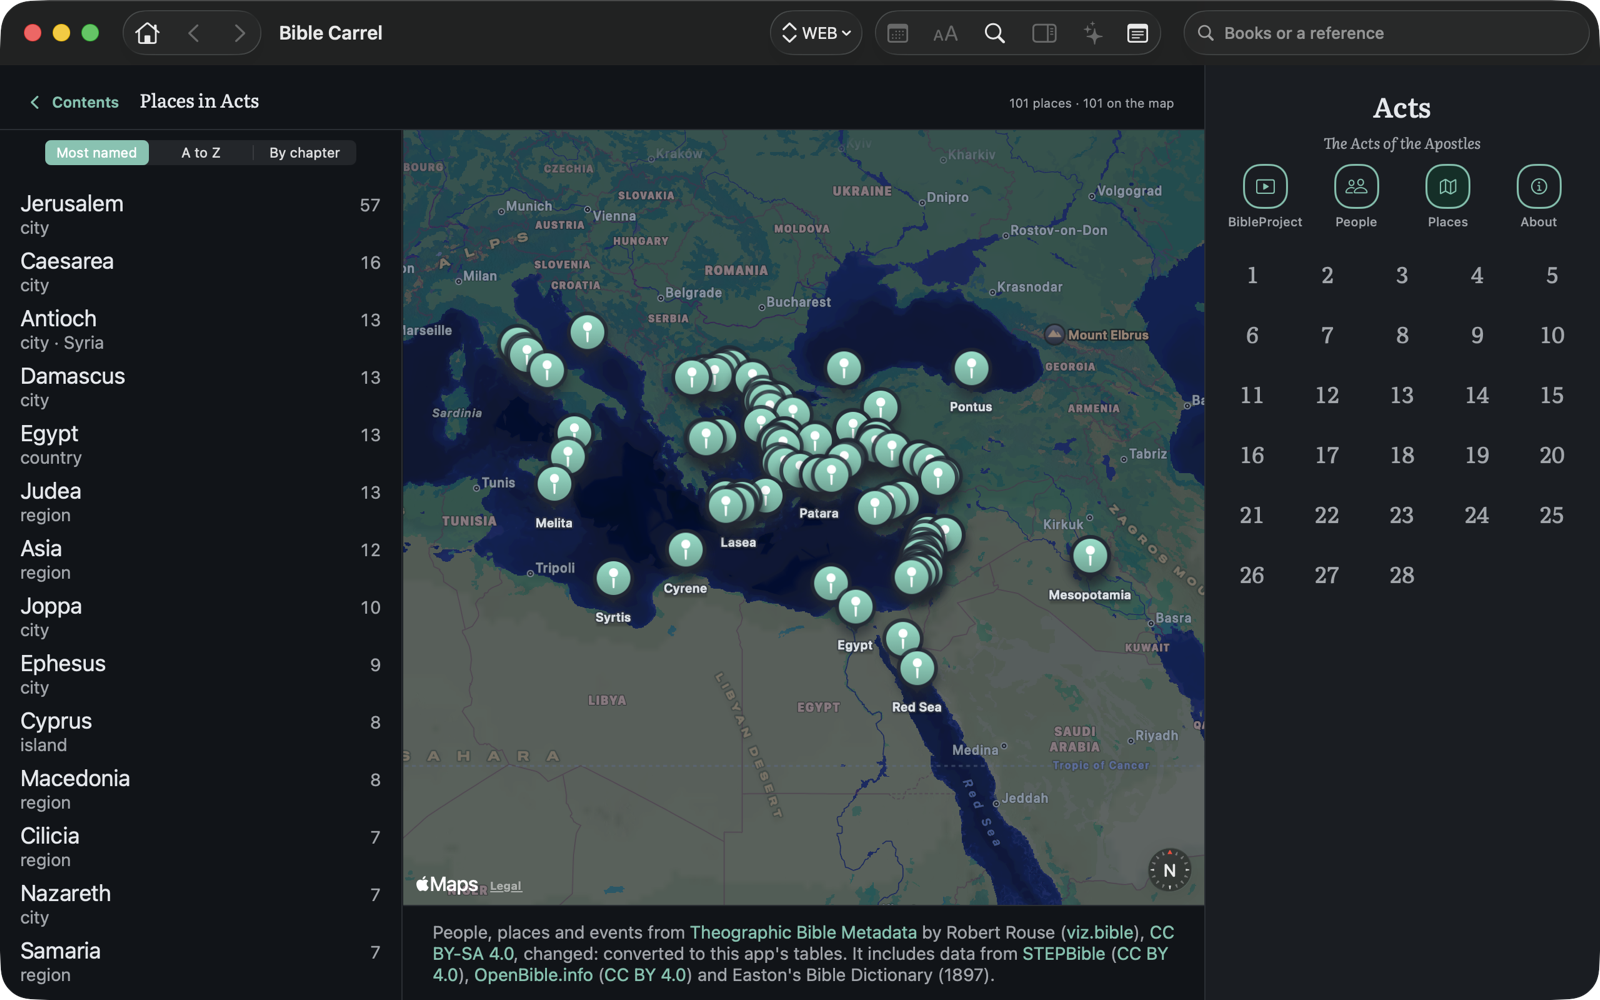 Bible Carrel
WEB
AA
Books or a reference
Contents
Places in Acts
101 places · 101 on the map
Most named
A to Z
By chapter
Jerusalem 57
city
Caesarea 16
city
Antioch 13
city · Syria
Damascus 13
city
Egypt 13
country
Judea 13
region
Asia 12
region
Joppa 10
city
Ephesus 9
city
Cyprus 8
island
Macedonia 8
region
Cilicia 7
region
Nazareth 7
city
Samaria 7
region
Kraków
Kyiv
Kharkiv
CZECHIA
SLOVAKIA
UKRAINE
Dnipro
Volgograd
Munich
Vienna
AUSTRIA
MOLDOVA
Rostov-on-Don
HUNGARY
ALPS
SLOVENIA
ROMANIA
Milan
CROATIA
Belgrade
Bucharest
Krasnodar
SERBIA
Marseille
Mount Elbrus
GEORGIA
Sardinia
Pontus
ARMENIA
Tabriz
Tunis
TUNISIA
Melita
Patara
Lasea
Kirkuk
ZAGROS
Tripoli
Cyrene
Syrtis
Mesopotamia
Basra
Egypt
KUWAIT
LIBYA
LIBYAN DESERT
EGYPT
Red Sea
SAHARA
Medina
SAUDI
ARABIA
Riyadh
Tropic of Cancer
Red Sea
Jeddah
N
Maps
Legal
People, places and events from Theographic Bible Metadata by Robert Rouse (viz.bible), CC
BY-SA 4.0, changed: converted to this app's tables. It includes data from STEPBible (CC BY
4.0), OpenBible.info (CC BY 4.0) and Easton's Bible Dictionary (1897).
Acts
The Acts of the Apostles
BibleProject
People
Places
About
1 2 3 4 5
6 7 8 9 10
11 12 13 14 15
16 17 18 19 20
21 22 23 24 25
26 27 28